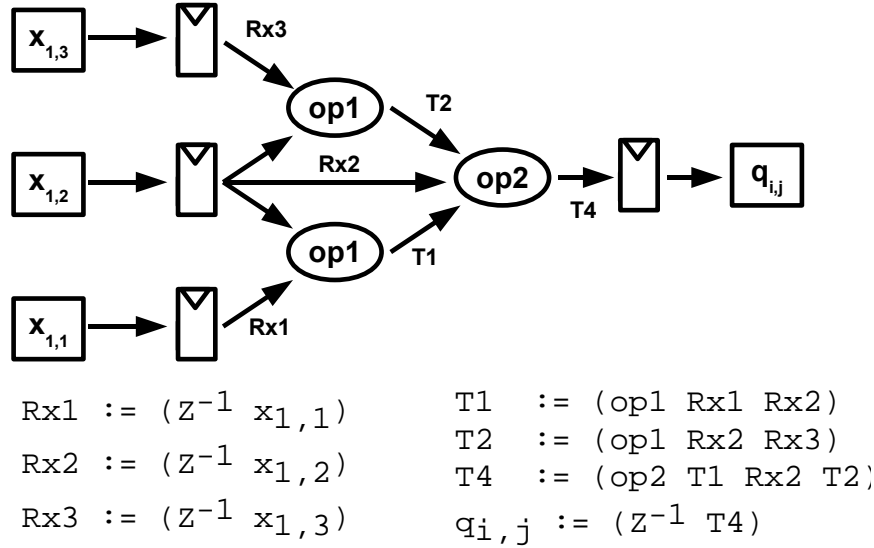 x1,3
Rx3
op1
T2
x1,2
Rx2
op2
T4
qi,j
op1
T1
x1,1
Rx1
Rx1 := (Z-1 x1,1)
Rx2 := (Z-1 x1,2)
Rx3 := (Z-1 x1,3)
T1 := (op1 Rx1 Rx2)
T2 := (op1 Rx2 Rx3)
T4 := (op2 T1 Rx2 T2)
qi,j := (Z-1 T4)